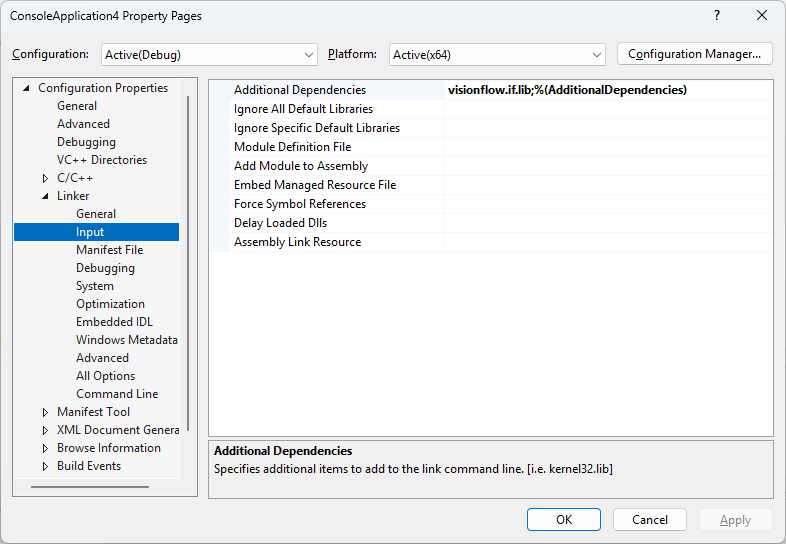 ConsoleApplication4 Property Pages
Configuration: Active(Debug) Platform: Active(x64) Configuration Manager...
Configuration Properties
General
Advanced
Debugging
VC++ Directories
C/C++
Linker
General
Input
Manifest File
Debugging
System
Optimization
Embedded IDL
Windows Metadata
Advanced
All Options
Command Line
Manifest Tool
XML Document Genera
Browse Information
Build Events
Additional Dependencies visionflow.if.lib;%(AdditionalDependencies)
Ignore All Default Libraries
Ignore Specific Default Libraries
Module Definition File
Add Module to Assembly
Embed Managed Resource File
Force Symbol References
Delay Loaded Dlls
Assembly Link Resource
Additional Dependencies
Specifies additional items to add to the link command line. [i.e. kernel32.lib]
OK Cancel Apply